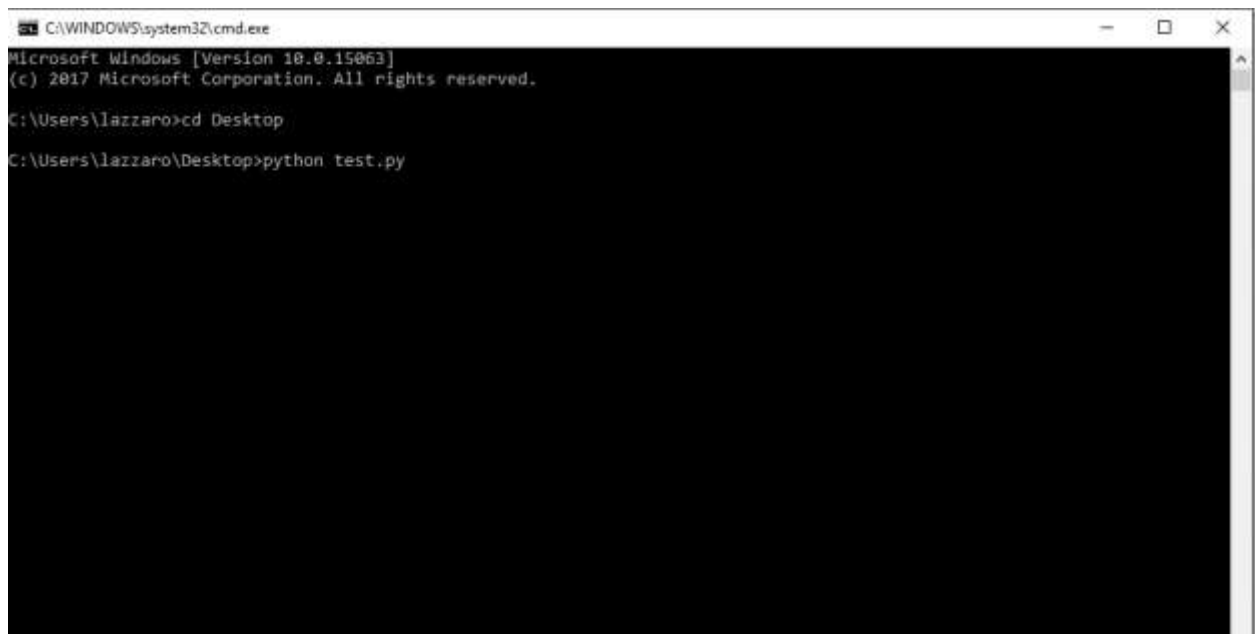 C:\WINDOWS\system32\cmd.exe
Microsoft Windows [Version 10.0.15063]
(c) 2017 Microsoft Corporation. All rights reserved.
C:\Users\lazzaro>cd Desktop
C:\Users\lazzaro\Desktop>python test.py